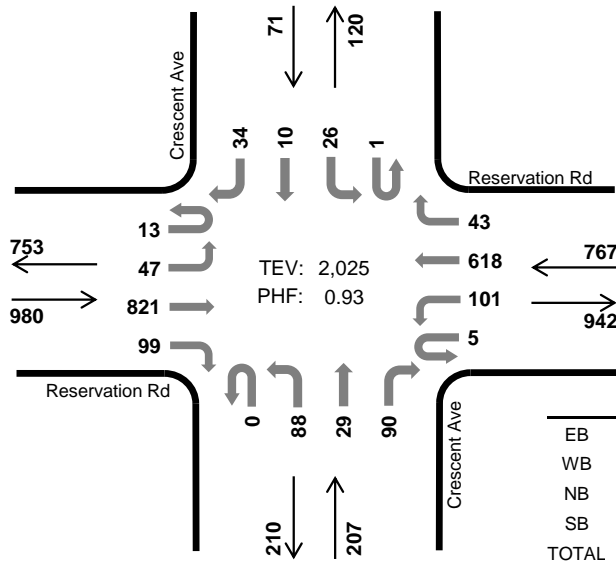 71
120
Crescent Ave
34
10
26
1
Reservation Rd
13
43
753
47
TEV: 2,025
618
767
980
821
PHF: 0.93
101
942
99
5
Reservation Rd
0
88
29
90
Crescent Ave
210
207
EB
WB
NB
SB
TOTAL